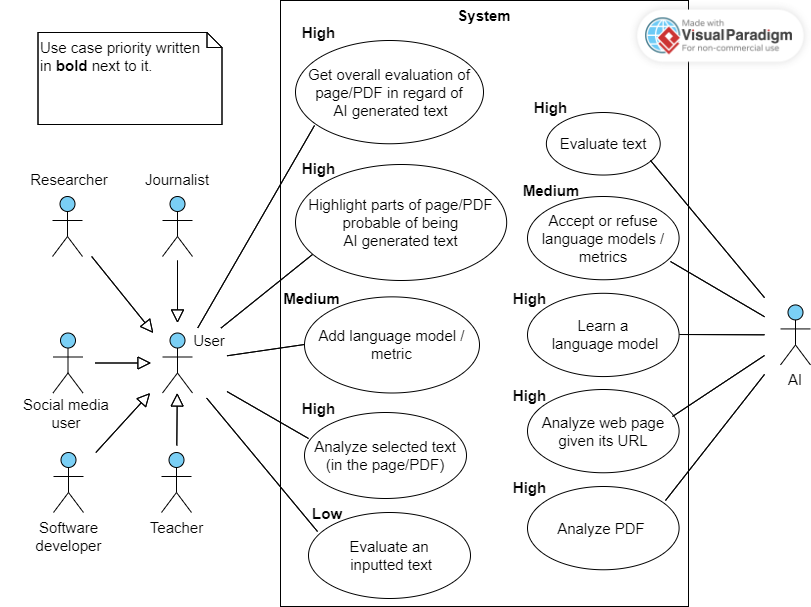 System
Made with
VisualParadigm
For non-commercial use
Use case priority written
in bold next to it.
High
Get overall evaluation of
page/PDF in regard of
AI generated text
High
Evaluate text
Researcher
Journalist
High
Highlight parts of page/PDF
probable of being
AI generated text
Medium
Accept or refuse
language models /
metrics
User
Medium
Add language model /
metric
High
Learn a
language model
AI
Social media
user
High
Analyze selected text
(in the page/PDF)
High
Analyze web page
given its URL
Software
developer
Teacher
Low
Evaluate an
inputted text
High
Analyze PDF